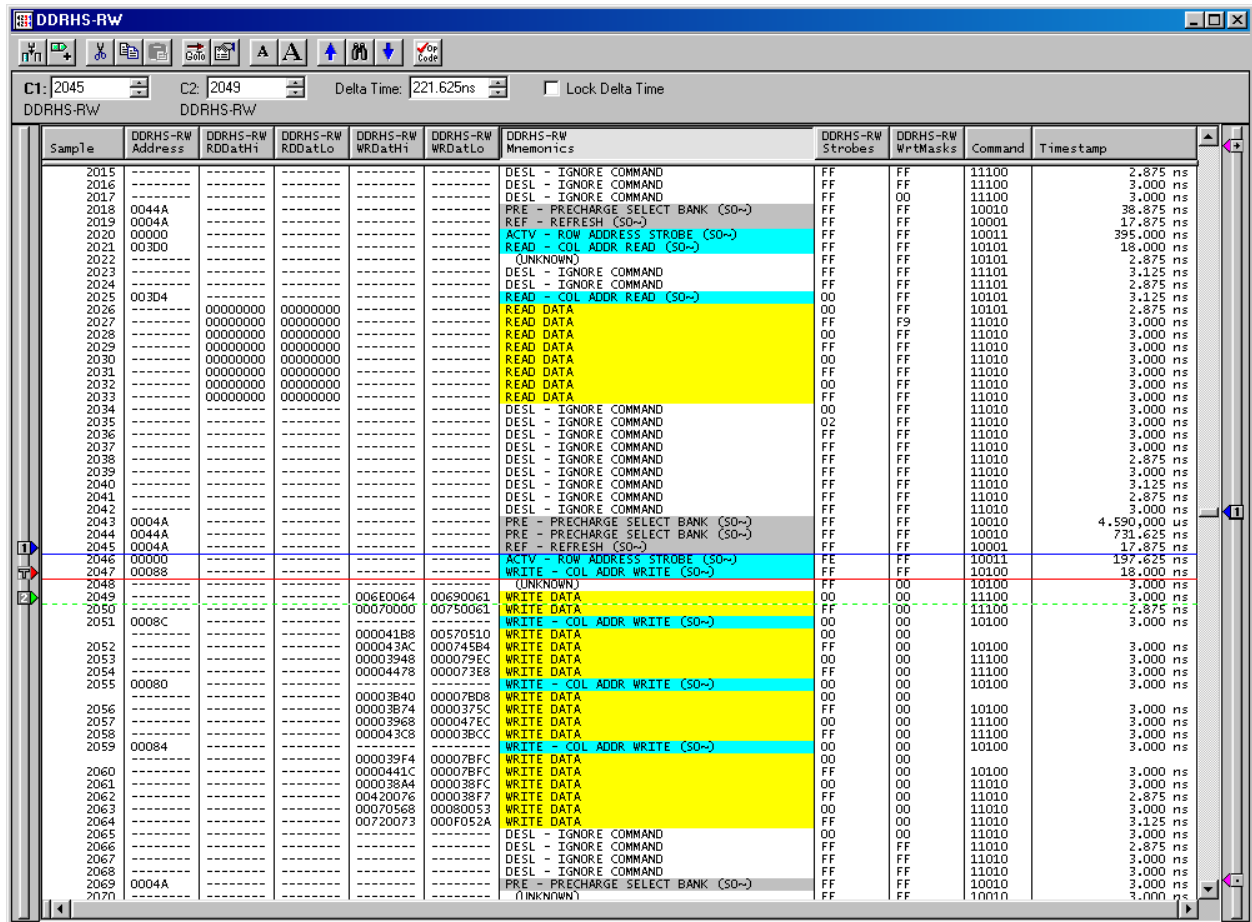 DDRHS-RW
Goto A A Op Code
C1: 2045 C2: 2049 Delta Time: 221.625ns Lock Delta Time
DDRHS-RW DDRHS-RW
DDRHS-RW DDRHS-RW DDRHS-RW DDRHS-RW DDRHS-RW DDRHS-RW DDRHS-RW DDRHS-RW
Sample Address RDDatHi RDDatLo WRDatHi WRDatLo Mnemonics Strobes WrtMasks Command Timestamp
2015 -------- -------- -------- -------- -------- DESL - IGNORE COMMAND FF FF 11100 2.875 ns
2016 -------- -------- -------- -------- -------- DESL - IGNORE COMMAND FF FF 11100 3.000 ns
2017 -------- -------- -------- -------- -------- DESL - IGNORE COMMAND FF 00 11100 3.000 ns
2018 0044A -------- -------- -------- -------- PRE - PRECHARGE SELECT BANK (S0~) FF FF 10010 38.875 ns
2019 0004A -------- -------- -------- -------- REF - REFRESH (S0~) FF FF 10001 17.875 ns
2020 00000 -------- -------- -------- -------- ACTV - ROW ADDRESS STROBE (S0~) FF FF 10011 395.000 ns
2021 003D0 -------- -------- -------- -------- READ - COL ADDR READ (S0~) FF FF 10101 18.000 ns
2022 -------- -------- -------- -------- -------- (UNKNOWN) FF FF 10101 2.875 ns
2023 -------- -------- -------- -------- -------- DESL - IGNORE COMMAND FF FF 11101 3.125 ns
2024 -------- -------- -------- -------- -------- DESL - IGNORE COMMAND FF FF 11101 2.875 ns
2025 003D4 -------- -------- -------- -------- READ - COL ADDR READ (S0~) 00 FF 10101 3.125 ns
2026 -------- 00000000 00000000 -------- -------- READ DATA 00 FF 10101 2.875 ns
2027 -------- 00000000 00000000 -------- -------- READ DATA FF F9 11010 3.000 ns
2028 -------- 00000000 00000000 -------- -------- READ DATA 00 FF 11010 3.000 ns
2029 -------- 00000000 00000000 -------- -------- READ DATA FF FF 11010 3.000 ns
2030 -------- 00000000 00000000 -------- -------- READ DATA 00 FF 11010 3.000 ns
2031 -------- 00000000 00000000 -------- -------- READ DATA FF FF 11010 3.000 ns
2032 -------- 00000000 00000000 -------- -------- READ DATA 00 FF 11010 3.000 ns
2033 -------- 00000000 00000000 -------- -------- READ DATA FF FF 11010 3.000 ns
2034 -------- -------- -------- -------- -------- DESL - IGNORE COMMAND 00 FF 11010 3.000 ns
2035 -------- -------- -------- -------- -------- DESL - IGNORE COMMAND 02 FF 11010 3.000 ns
2036 -------- -------- -------- -------- -------- DESL - IGNORE COMMAND FF FF 11010 3.000 ns
2037 -------- -------- -------- -------- -------- DESL - IGNORE COMMAND FF FF 11010 3.000 ns
2038 -------- -------- -------- -------- -------- DESL - IGNORE COMMAND FF FF 11010 2.875 ns
2039 -------- -------- -------- -------- -------- DESL - IGNORE COMMAND FF FF 11010 3.000 ns
2040 -------- -------- -------- -------- -------- DESL - IGNORE COMMAND FF FF 11010 3.125 ns
2041 -------- -------- -------- -------- -------- DESL - IGNORE COMMAND FF FF 11010 2.875 ns
2042 -------- -------- -------- -------- -------- DESL - IGNORE COMMAND FF FF 11010 3.000 ns
2043 0004A -------- -------- -------- -------- PRE - PRECHARGE SELECT BANK (S0~) FF FF 10010 4.590,000 us
2044 0044A -------- -------- -------- -------- PRE - PRECHARGE SELECT BANK (S0~) FF FF 10010 731.625 ns
2045 0004A -------- -------- -------- -------- REF - REFRESH (S0~) FF FF 10001 17.875 ns
2046 00000 -------- -------- -------- -------- ACTV - ROW ADDRESS STROBE (S0~) FE FF 10011 197.625 ns
2047 00088 -------- -------- -------- -------- WRITE - COL ADDR WRITE (S0~) FF FF 10100 18.000 ns
2048 -------- -------- -------- -------- -------- (UNKNOWN) FF 00 10100 3.000 ns
2049 -------- -------- -------- 006E0064 00690061 WRITE DATA 00 00 11100 3.000 ns
2050 -------- -------- -------- 00070000 00750061 WRITE DATA FF 00 11100 2.875 ns
2051 0008C -------- -------- -------- -------- WRITE - COL ADDR WRITE (S0~) 00 00 10100 3.000 ns
-------- -------- -------- 000041B8 00570510 WRITE DATA 00 00
2052 -------- -------- -------- 000043AC 000745B4 WRITE DATA FF 00 10100 3.000 ns
2053 -------- -------- -------- 00003948 000079EC WRITE DATA 00 00 11100 3.000 ns
2054 -------- -------- -------- 00004478 000073E8 WRITE DATA FF 00 11100 3.000 ns
2055 00080 -------- -------- -------- -------- WRITE - COL ADDR WRITE (S0~) 00 00 10100 3.000 ns
-------- -------- -------- 00003B40 00007BD8 WRITE DATA 00 00
2056 -------- -------- -------- 00003B74 0000375C WRITE DATA FF 00 10100 3.000 ns
2057 -------- -------- -------- 00003968 000047EC WRITE DATA 00 00 11100 3.000 ns
2058 -------- -------- -------- 000043C8 00003BCC WRITE DATA FF 00 11100 3.000 ns
2059 00084 -------- -------- -------- -------- WRITE - COL ADDR WRITE (S0~) 00 00 10100 3.000 ns
-------- -------- -------- 000039F4 00007BFC WRITE DATA 00 00
2060 -------- -------- -------- 0000441C 00007BFC WRITE DATA FF 00 10100 3.000 ns
2061 -------- -------- -------- 000038A4 000038FC WRITE DATA 00 00 11010 3.000 ns
2062 -------- -------- -------- 00420076 000038F7 WRITE DATA FF 00 11010 2.875 ns
2063 -------- -------- -------- 00070568 00080053 WRITE DATA 00 00 11010 3.000 ns
2064 -------- -------- -------- 00720073 000F052A WRITE DATA FF 00 11010 3.125 ns
2065 -------- -------- -------- -------- -------- DESL - IGNORE COMMAND 00 00 11010 3.000 ns
2066 -------- -------- -------- -------- -------- DESL - IGNORE COMMAND FF FF 11010 2.875 ns
2067 -------- -------- -------- -------- -------- DESL - IGNORE COMMAND FF FF 11010 3.000 ns
2068 -------- -------- -------- -------- -------- DESL - IGNORE COMMAND FF FF 11010 3.000 ns
2069 0004A -------- -------- -------- -------- PRE - PRECHARGE SELECT BANK (S0~) FF FF 10010 3.000 ns
2070 -------- -------- -------- -------- -------- (UNKNOWN) FF FF 10010 3.000 ns